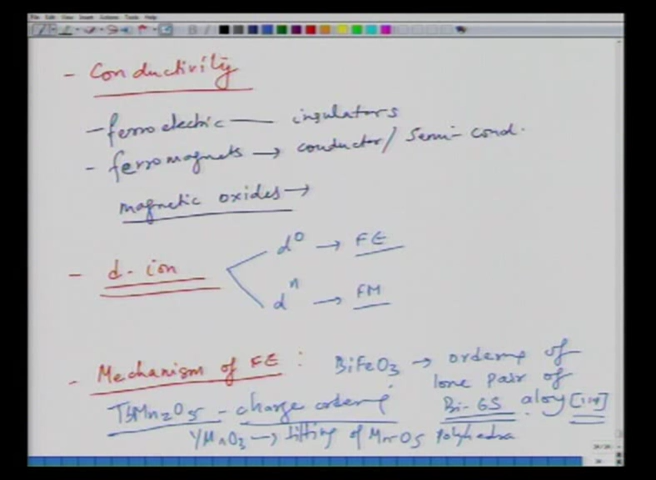 - Conductivity
- ferroelectric — insulators
- ferromagnets → conductor/ Semi-cond.
magnetic oxides →
- d-ion
d⁰ → FE
dⁿ → FM
- Mechanism of FE : BiFeO3 → ordering of
lone pair of
TbMn2O5 - charge ordering Bi-6S along [111]
YMnO3 → tilting of MnO5 polyhedra